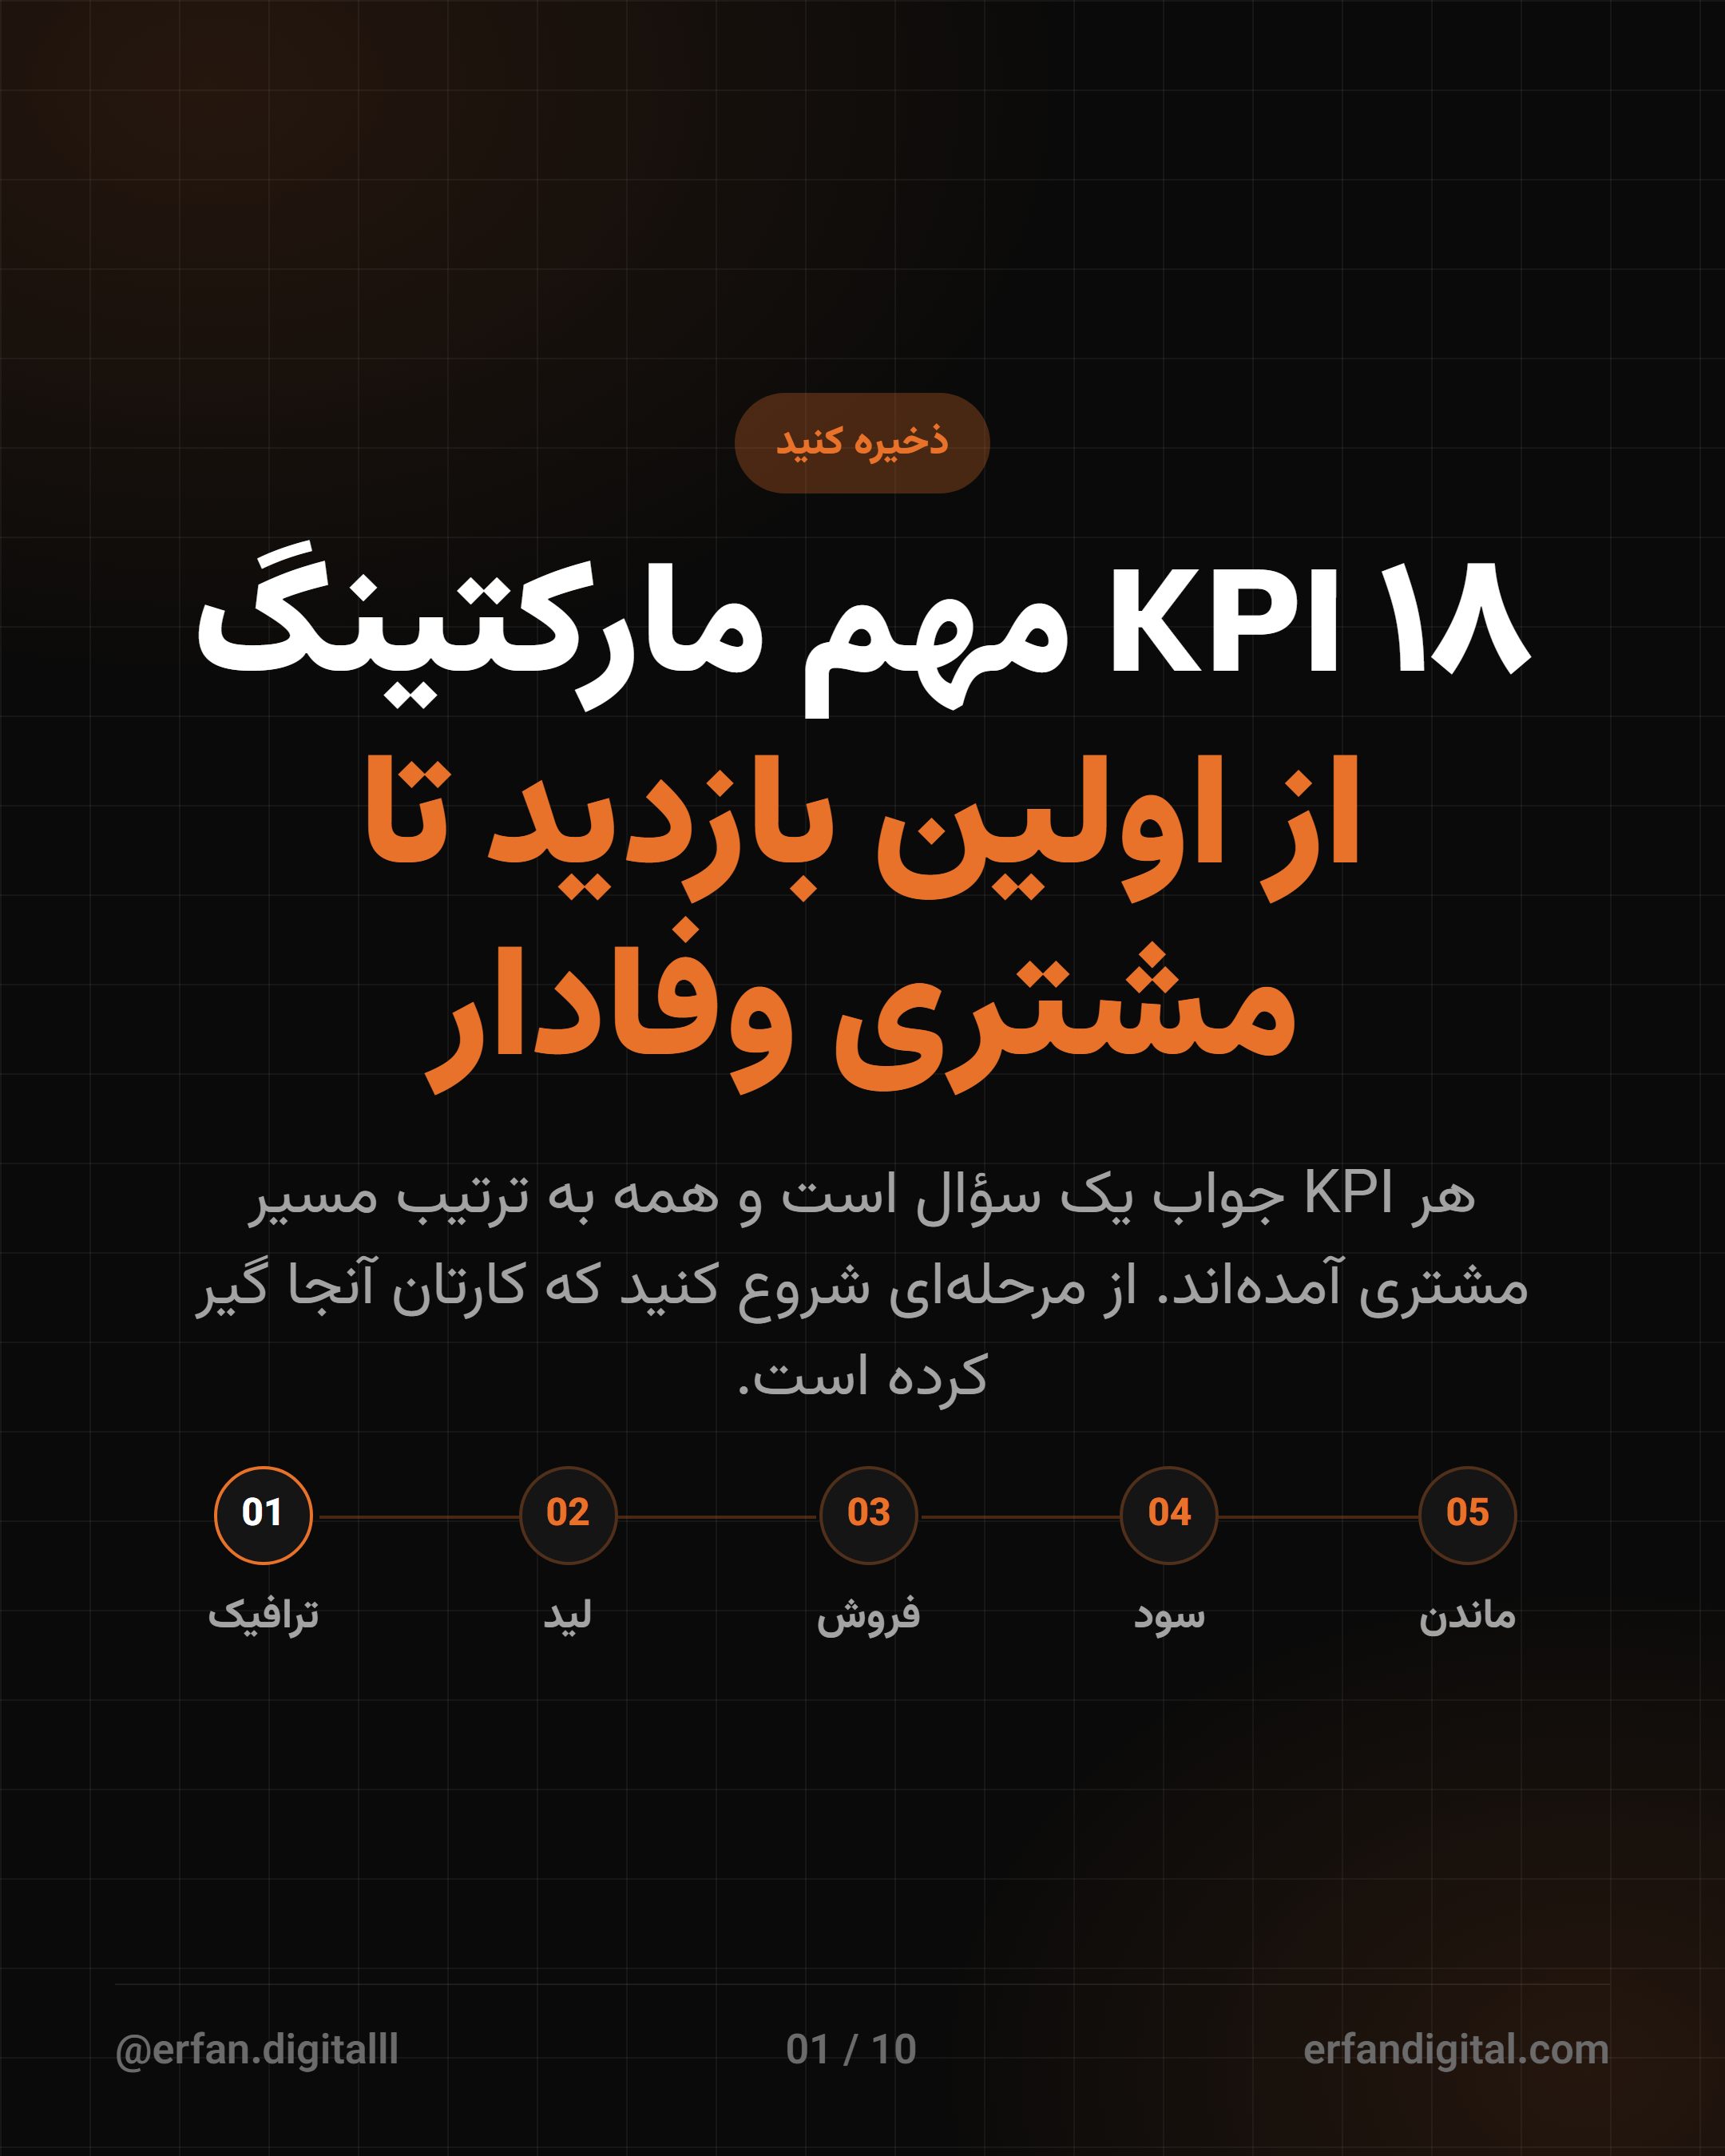 ذخیره کنید
۱۸ KPI مهم مارکتینگ
از اولین بازدید تا
مشتری وفادار
هر KPI جواب یک سؤال است و همه به ترتیب مسیر
مشتری آمده‌اند. از مرحله‌ای شروع کنید که کارتان آنجا گیر
کرده است.
01 02 03 04 05
ترافیک لید فروش سود ماندن
@erfan.digitalll 01 / 10 erfandigital.com